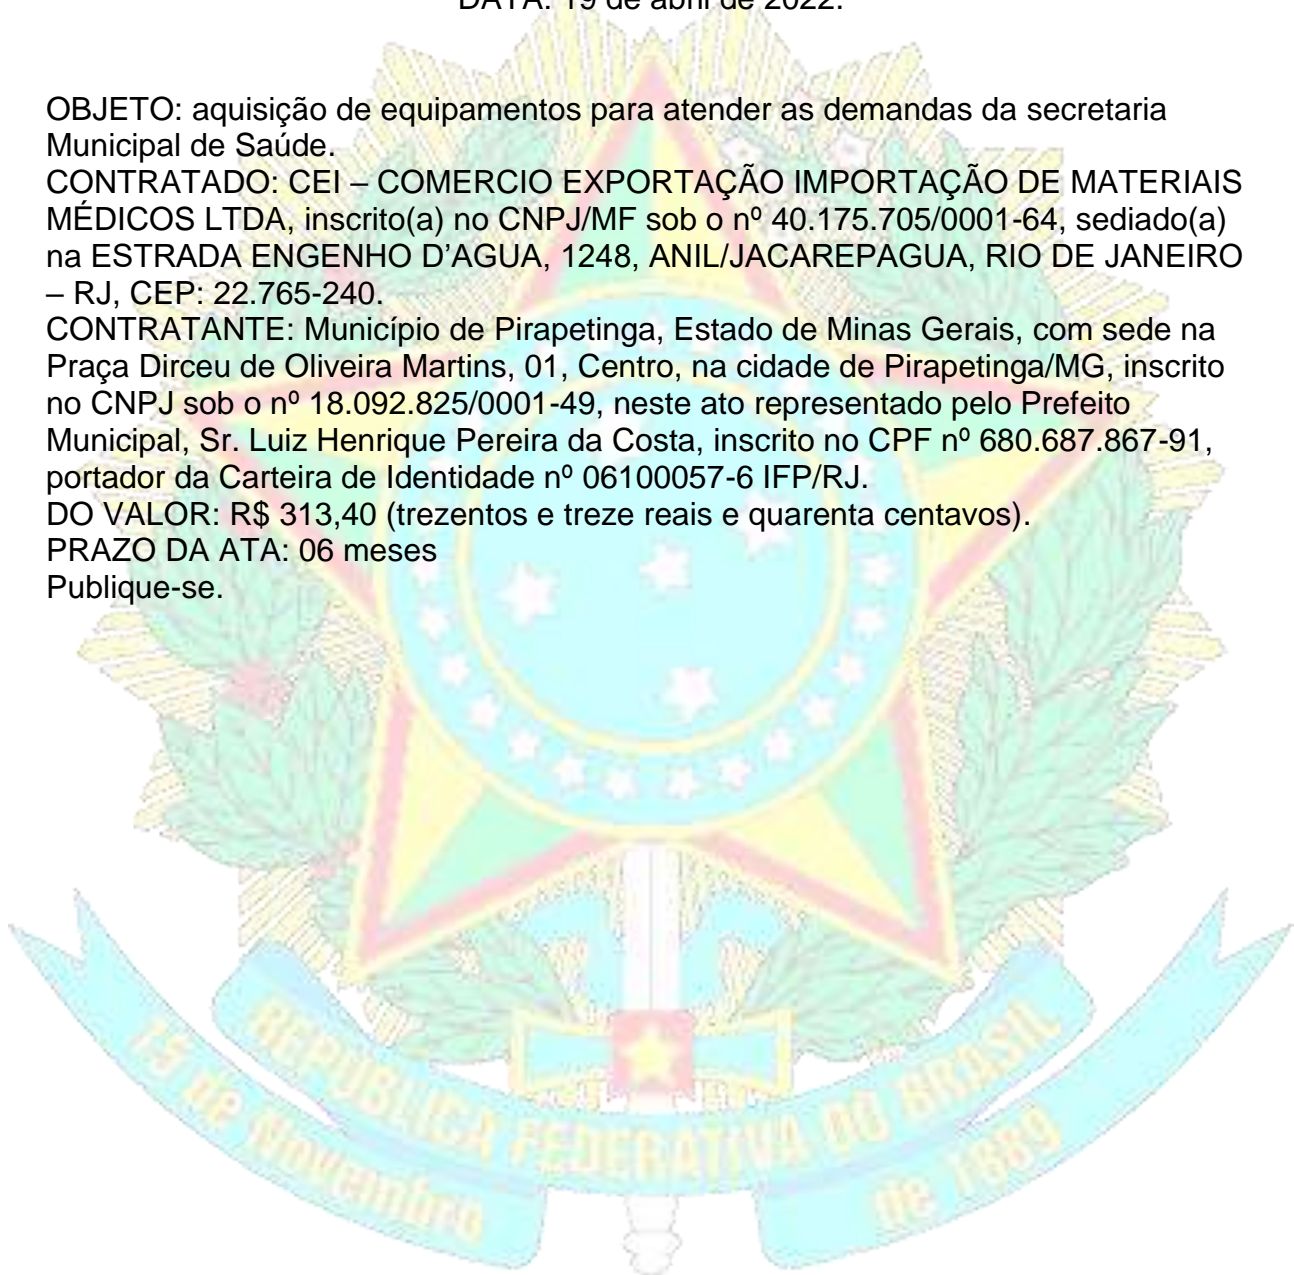 DATA: 19 de abril de 2022.
OBJETO: aquisição de equipamentos para atender as demandas da secretaria
Municipal de Saúde.
CONTRATADO: CEI – COMERCIO EXPORTAÇÃO IMPORTAÇÃO DE MATERIAIS
MÉDICOS LTDA, inscrito(a) no CNPJ/MF sob o nº 40.175.705/0001-64, sediado(a)
na ESTRADA ENGENHO D’AGUA, 1248, ANIL/JACAREPAGUA, RIO DE JANEIRO
– RJ, CEP: 22.765-240.
CONTRATANTE: Município de Pirapetinga, Estado de Minas Gerais, com sede na
Praça Dirceu de Oliveira Martins, 01, Centro, na cidade de Pirapetinga/MG, inscrito
no CNPJ sob o nº 18.092.825/0001-49, neste ato representado pelo Prefeito
Municipal, Sr. Luiz Henrique Pereira da Costa, inscrito no CPF nº 680.687.867-91,
portador da Carteira de Identidade nº 06100057-6 IFP/RJ.
DO VALOR: R$ 313,40 (trezentos e treze reais e quarenta centavos).
PRAZO DA ATA: 06 meses
Publique-se.
REPÚBLICA FEDERATIVA DO BRASIL
15 de Novembro de 1889